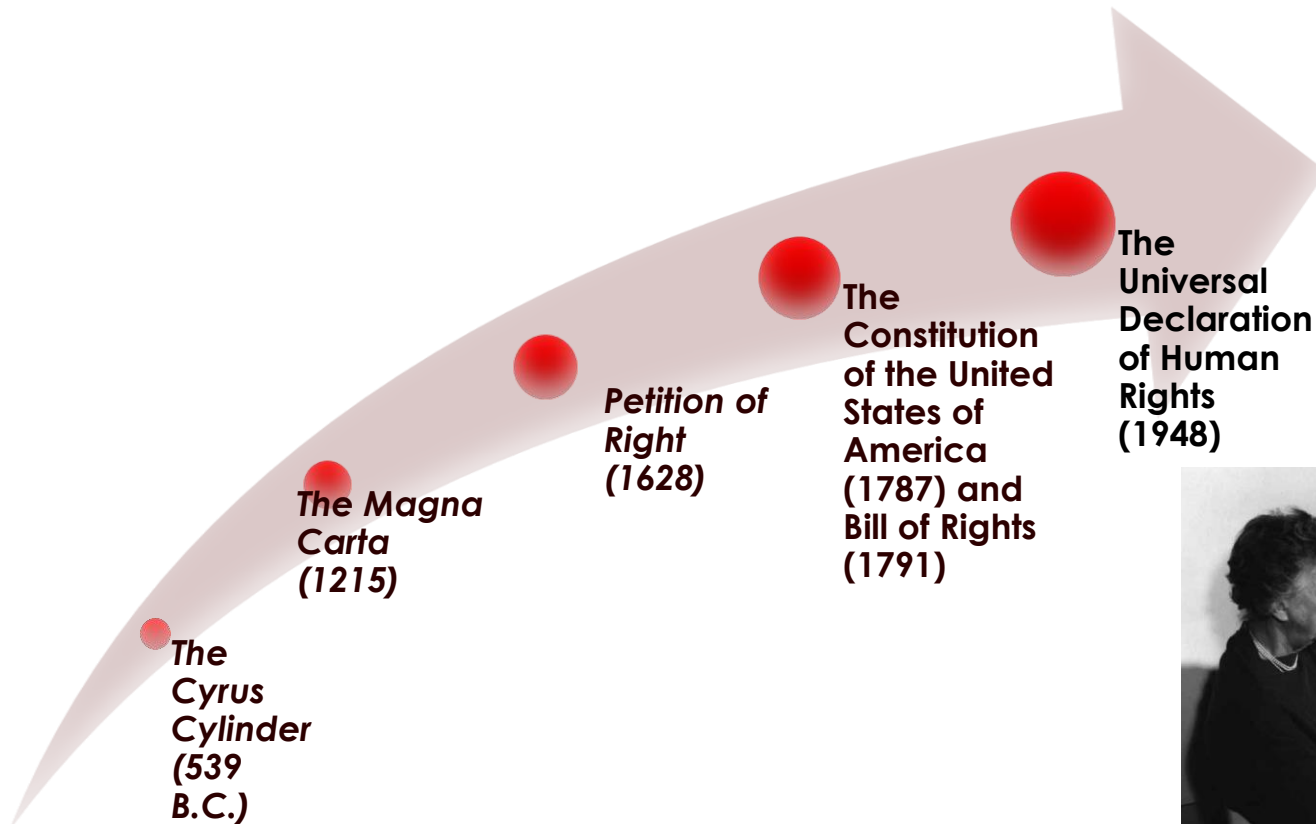 The
Cyrus
Cylinder
(539
B.C.)
The Magna
Carta
(1215)
Petition of
Right
(1628)
The
Constitution
of the United
States of
America
(1787) and
Bill of Rights
(1791)
The
Universal
Declaration
of Human
Rights
(1948)